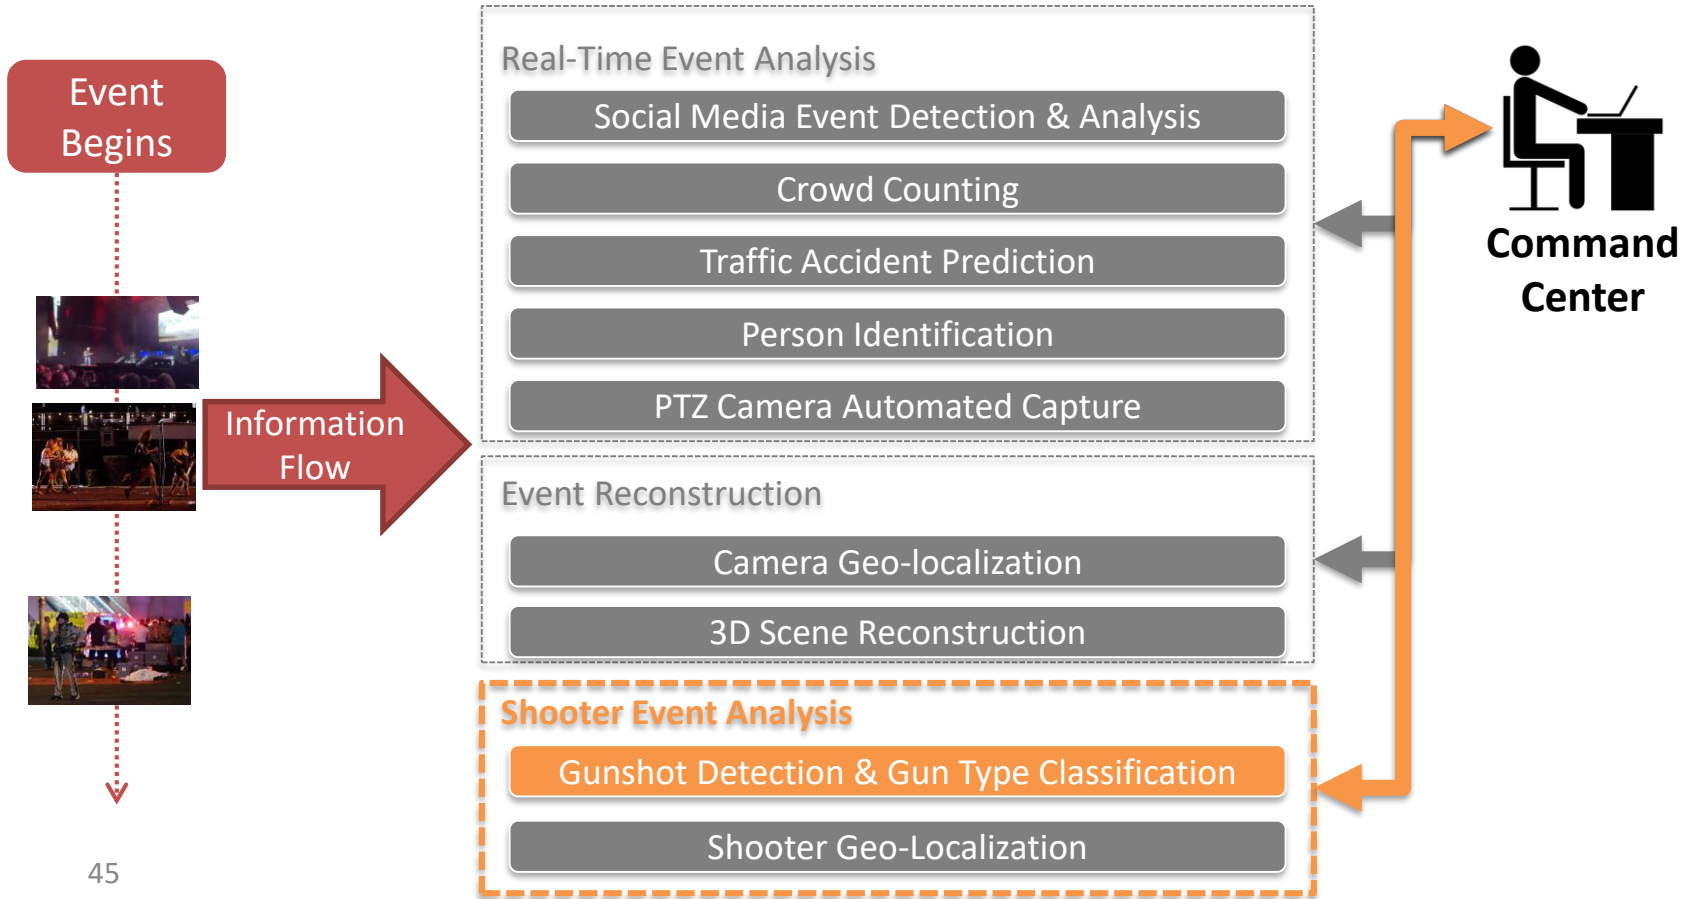 Event
Begins
Information
Flow
Real-Time Event Analysis
Social Media Event Detection & Analysis
Crowd Counting
Traffic Accident Prediction
Person Identification
PTZ Camera Automated Capture
Event Reconstruction
Camera Geo-localization
3D Scene Reconstruction
Shooter Event Analysis
Gunshot Detection & Gun Type Classification
Shooter Geo-Localization
Command
Center
45